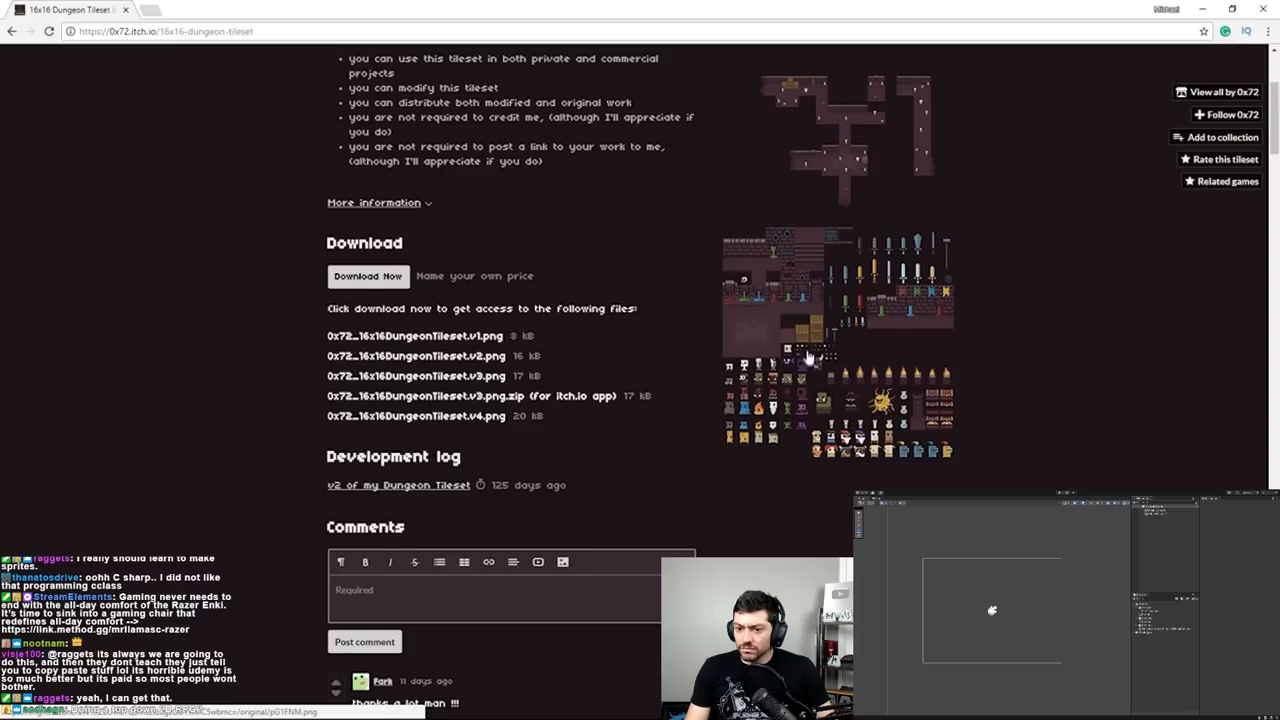 16x16 Dungeon Tileset b
Michael
https://0x72.itch.io/16x16-dungeon-tileset
you can use this tileset in both private and commercial
projects
you can modify this tileset
you can distribute both modified and original work
you are not required to credit me, (although I'll appreciate if
you do)
you are not required to post a link to your work to me,
(although I'll appreciate if you do)
View all by 0x72
Follow 0x72
Add to collection
Rate this tileset
Related games
More information
Download
Download Now Name your own price
Click download now to get access to the following files:
0x72_16x16DungeonTileset.v1.png 8 kB
0x72_16x16DungeonTileset.v2.png 16 kB
0x72_16x16DungeonTileset.v3.png 17 kB
0x72_16x16DungeonTileset.v3.png.zip (for itch.io app) 17 kB
0x72_16x16DungeonTileset.v4.png 20 kB
Development log
v2 of my Dungeon Tileset 125 days ago
Comments
Required
Post comment
Fark 11 days ago
thanks a lot man !!!
raggets: I really should learn to make
sprites.
thanatosdrive: oohh C sharp.. I did not like
that programming cclass
StreamElements: Gaming never needs to
end with the all-day comfort of the Razer Enki.
It's time to sink into a gaming chair that
redefines all-day comfort -->
https://link.method.gg/mrllamasc-razer
nootnam:
visje100: @raggets its always we are going to
do this, and then they dont teach they just tell
you to copy paste stuff lol its horrible udemy is
so much better but its paid so most people wont
bother.
raggets: yeah, I can get that.
/original/pG1FNM.png